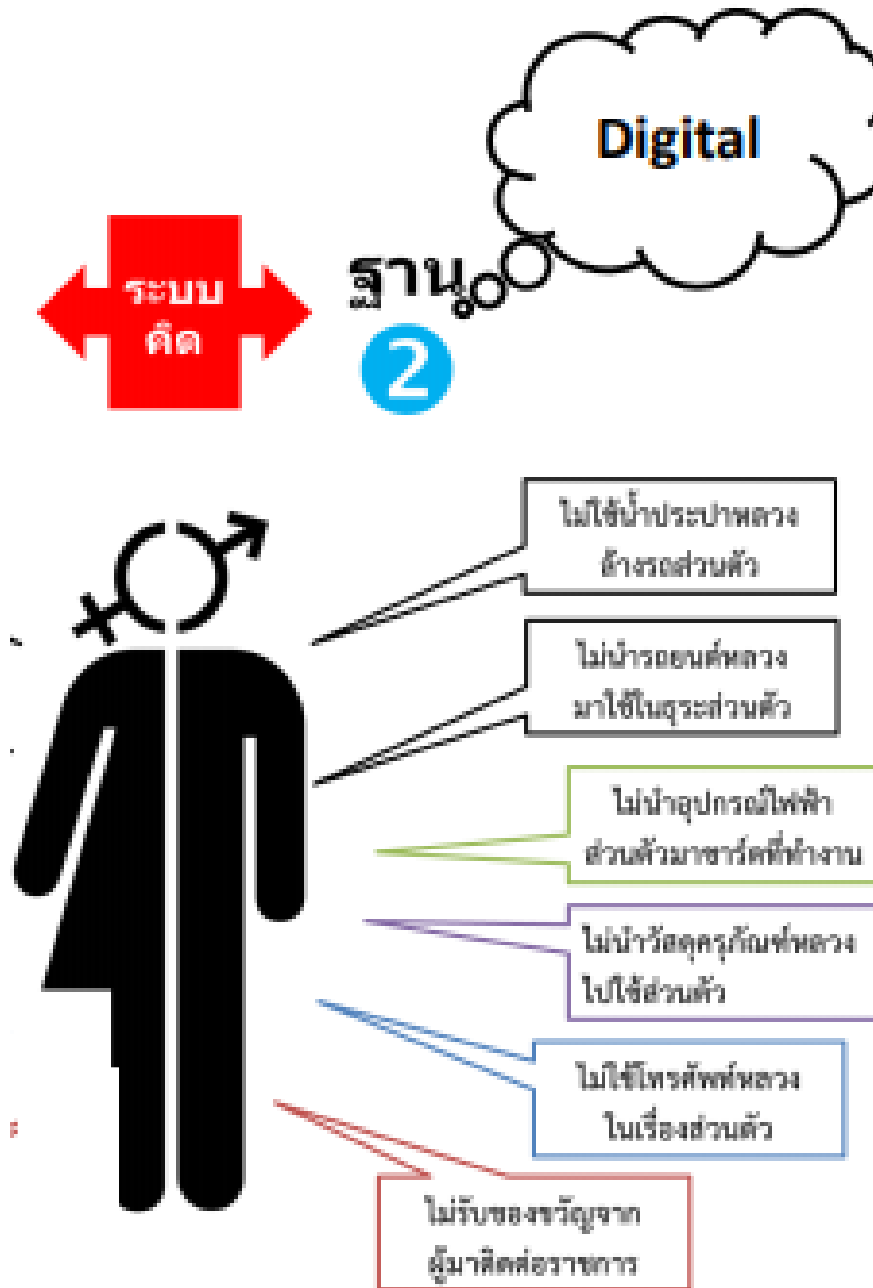 Digital
ระบบ
คิด
ฐาน
2
ไม่ใช้น้ำประปาหลวง
ล้างรถส่วนตัว
ไม่นำรถยนต์หลวง
มาใช้ในธุระส่วนตัว
ไม่นำอุปกรณ์ไฟฟ้า
ส่วนตัวมาชาร์ตที่ทำงาน
ไม่นำวัสดุครุภัณฑ์หลวง
ไปใช้ส่วนตัว
ไม่ใช้โทรศัพท์หลวง
ในเรื่องส่วนตัว
ไม่รับของขวัญจาก
ผู้มาติดต่อราชการ